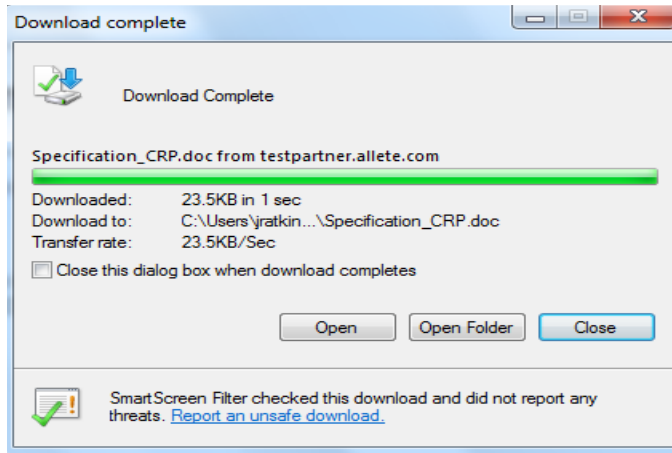 Download complete
Download Complete
Specification_CRP.doc from testpartner.allete.com
Downloaded: 23.5KB in 1 sec
Download to: C:\Users\jratkin...\Specification_CRP.doc
Transfer rate: 23.5KB/Sec
Close this dialog box when download completes
Open Open Folder Close
SmartScreen Filter checked this download and did not report any
threats. Report an unsafe download.